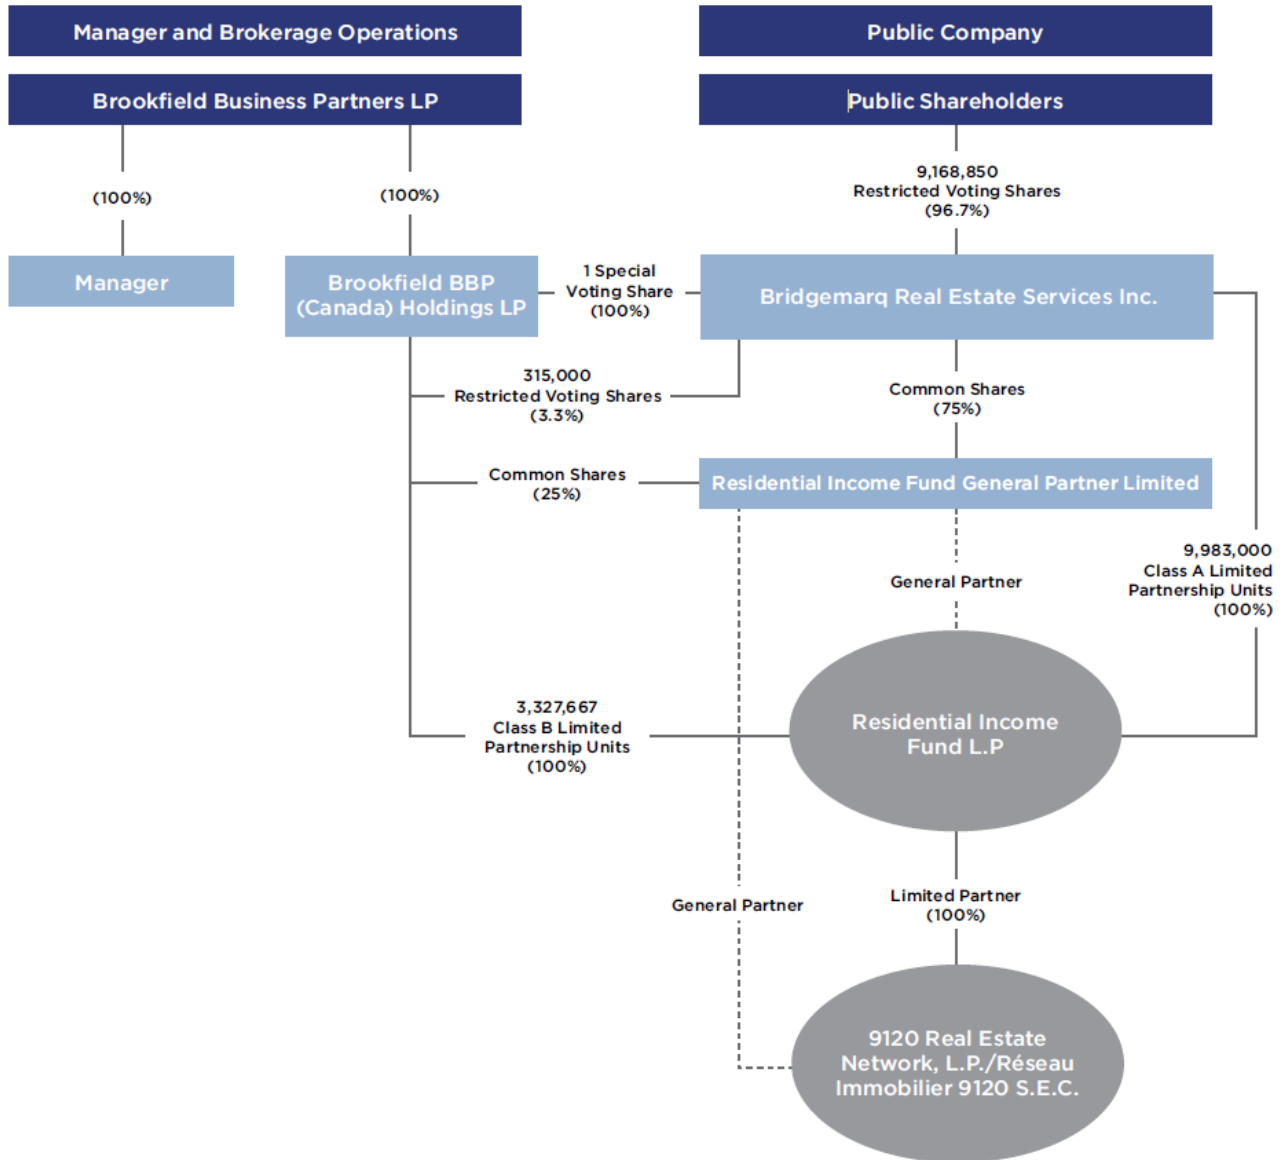 Manager and Brokerage Operations
Public Company
Brookfield Business Partners LP
Public Shareholders
9,168,850
Restricted Voting Shares
(96.7%)
(100%)
(100%)
Manager
Brookfield BBP
(Canada) Holdings LP
1 Special
Voting Share
(100%)
Bridgemarq Real Estate Services Inc.
315,000
Restricted Voting Shares
(3.3%)
Common Shares
(75%)
Common Shares
(25%)
Residential Income Fund General Partner Limited
9,983,000
Class A Limited
Partnership Units
(100%)
General Partner
3,327,667
Class B Limited
Partnership Units
(100%)
Residential Income
Fund L.P
General Partner
Limited Partner
(100%)
9120 Real Estate
Network, L.P./Réseau
Immobilier 9120 S.E.C.